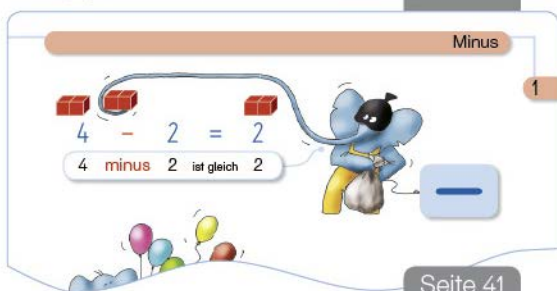 Minus
1
4 – 2 = 2
4 minus 2 ist gleich 2
–
Seite 41